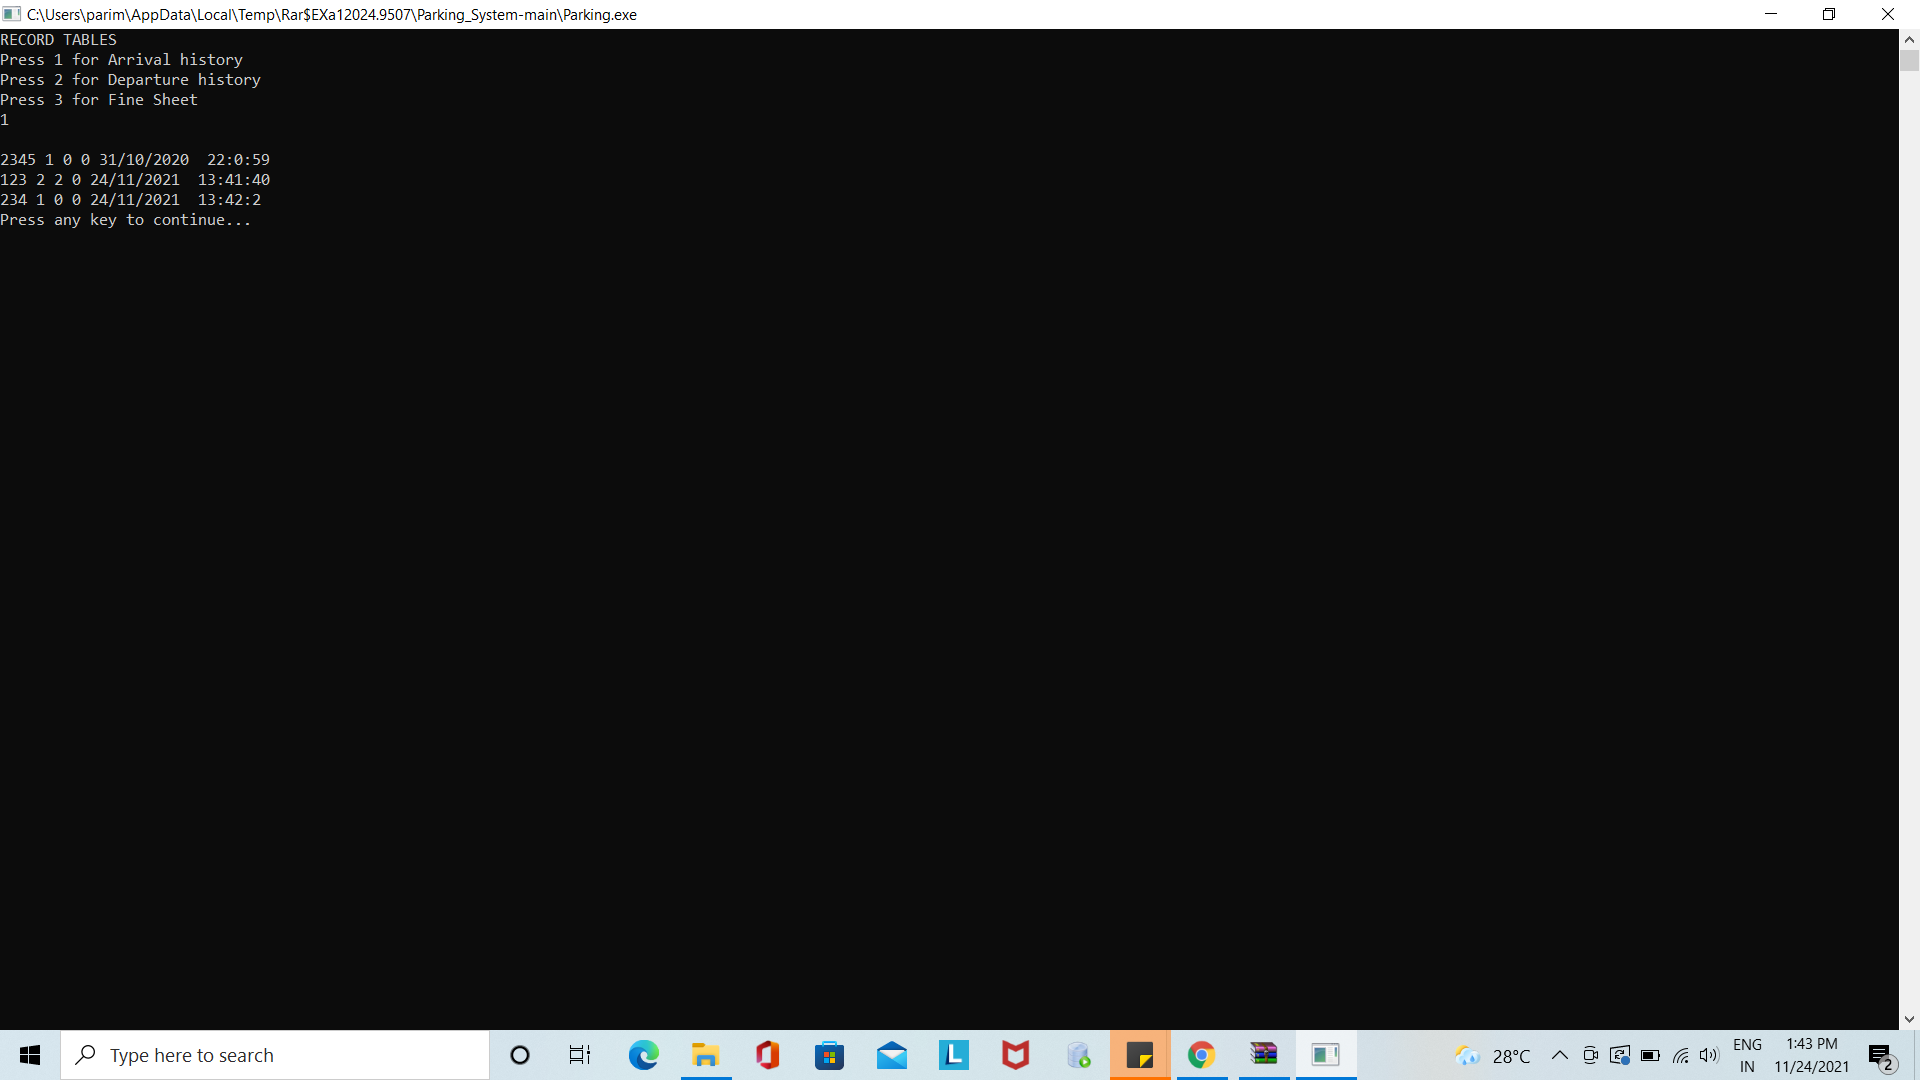 C:\Users\parim\AppData\Local\Temp\Rar$EXa12024.9507\Parking_System-main\Parking.exe
RECORD TABLES
Press 1 for Arrival history
Press 2 for Departure history
Press 3 for Fine Sheet
1
2345 1 0 0 31/10/2020  22:0:59
123 2 2 0 24/11/2021  13:41:40
234 1 0 0 24/11/2021  13:42:2
Press any key to continue...
Type here to search
L
28°C
ENG
IN
1:43 PM
11/24/2021
2